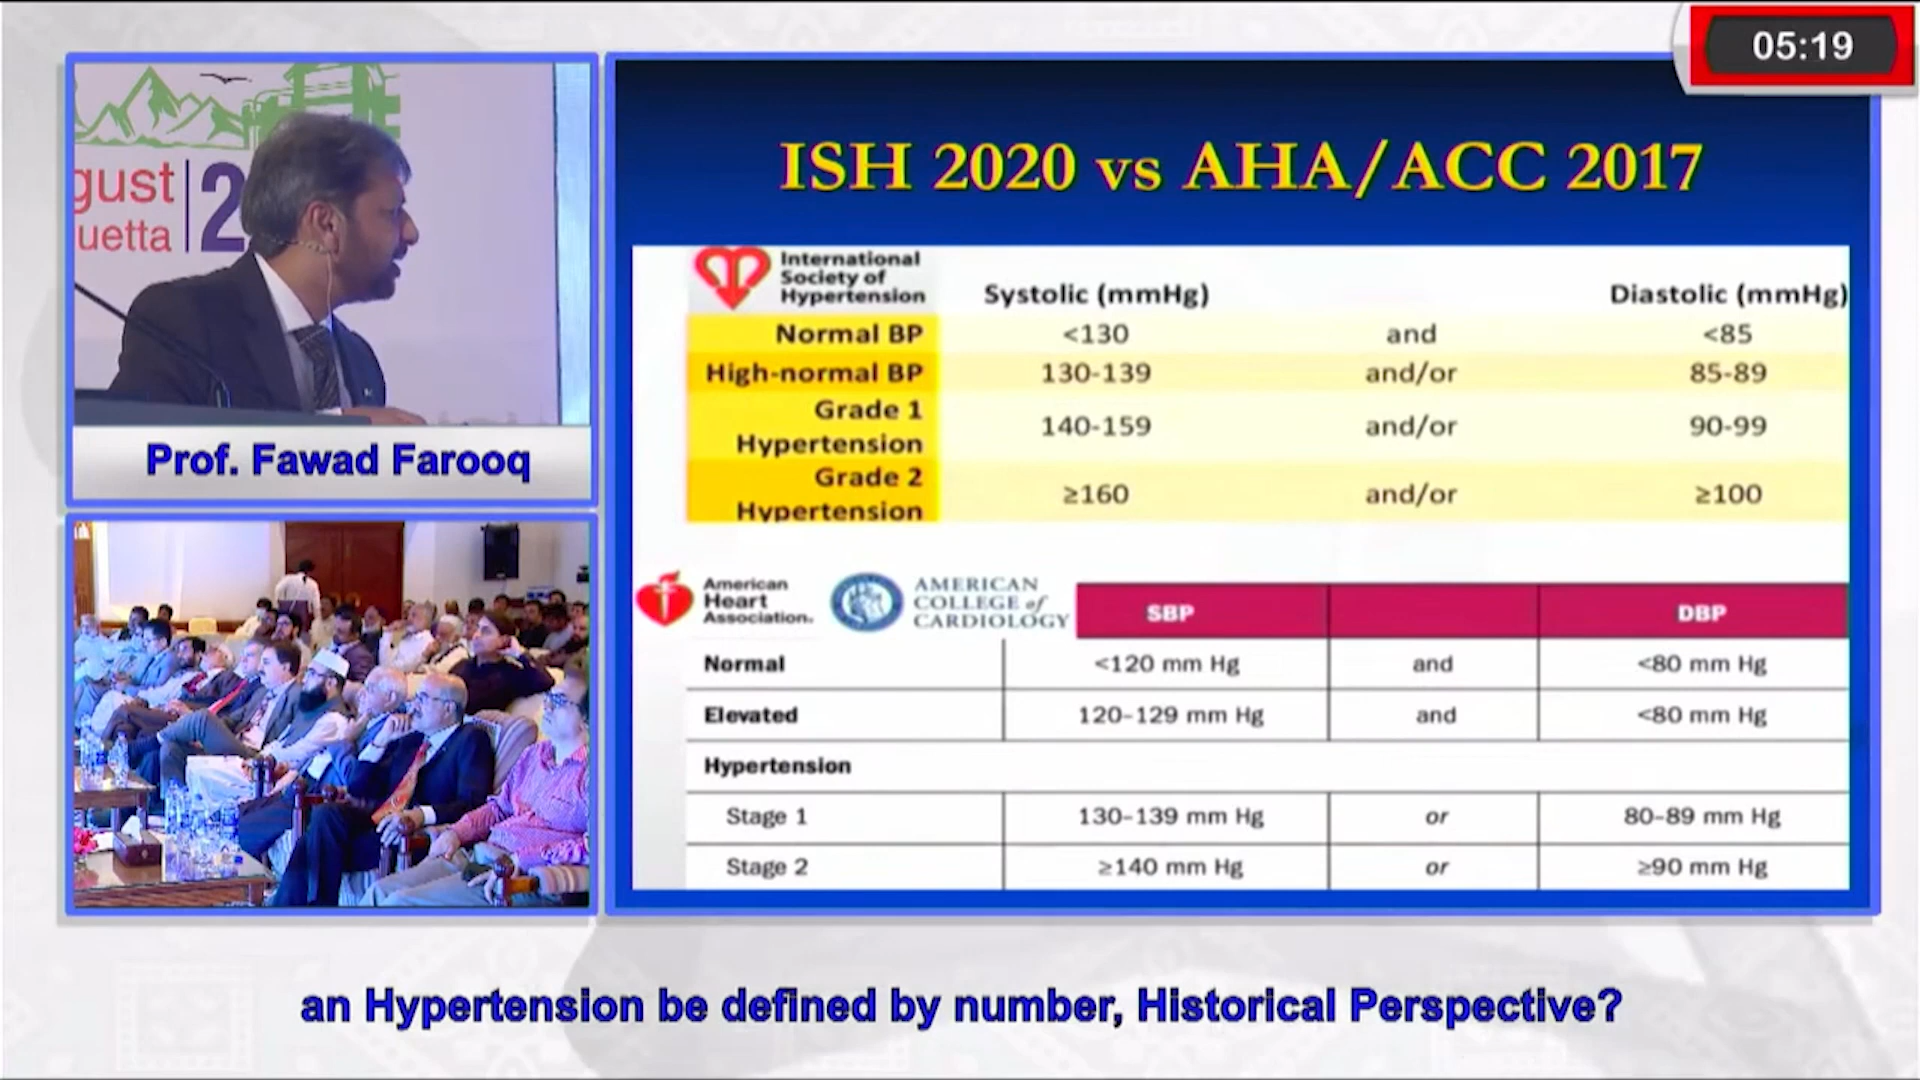 05:19
gust
2
uetta
Prof. Fawad Farooq
ISH 2020 vs AHA/ACC 2017
International
Society of
Hypertension
Systolic (mmHg) Diastolic (mmHg)
Normal BP <130 and <85
High-normal BP 130-139 and/or 85-89
Grade 1
Hypertension 140-159 and/or 90-99
Grade 2
Hypertension ≥160 and/or ≥100
American
Heart
Association.
AMERICAN
COLLEGE of
CARDIOLOGY
SBP DBP
Normal <120 mm Hg and <80 mm Hg
Elevated 120-129 mm Hg and <80 mm Hg
Hypertension
Stage 1 130-139 mm Hg or 80-89 mm Hg
Stage 2 ≥140 mm Hg or ≥90 mm Hg
an Hypertension be defined by number, Historical Perspective?